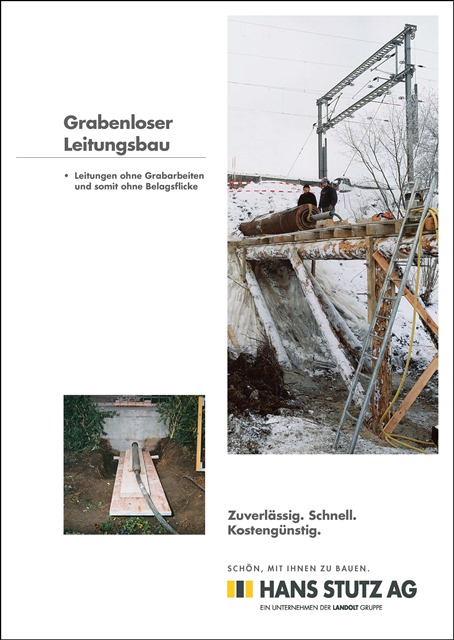 Grabenloser
Leitungsbau
• Leitungen ohne Grabarbeiten
und somit ohne Belagsflicke
Zuverlässig. Schnell.
Kostengünstig.
SCHÖN, MIT IHNEN ZU BAUEN.
HANS STUTZ AG
EIN UNTERNEHMEN DER LANDOLT GRUPPE